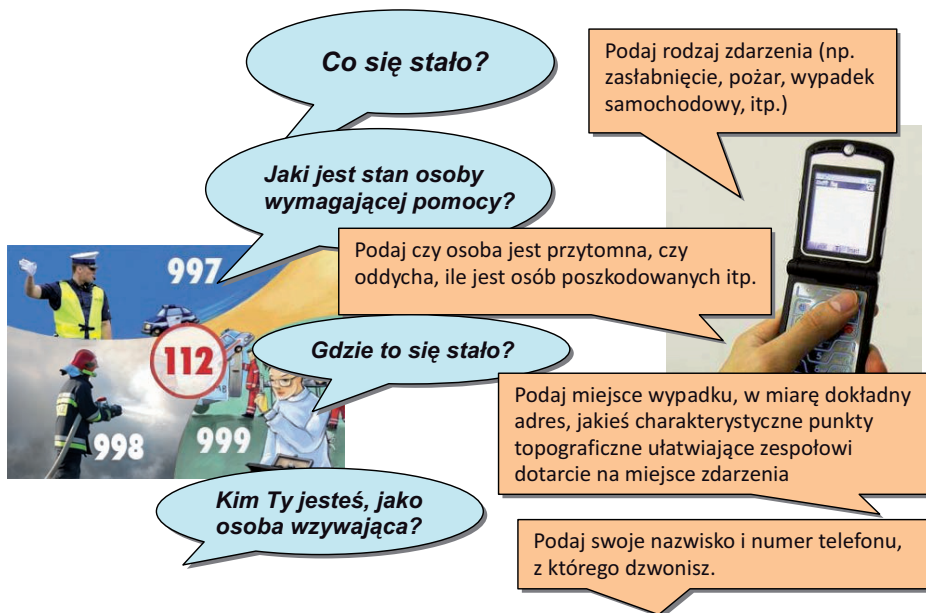 Co się stało?
Podaj rodzaj zdarzenia (np.
zasłabnięcie, pożar, wypadek
samochodowy, itp.)
Jaki jest stan osoby
wymagającej pomocy?
Podaj czy osoba jest przytomna, czy
oddycha, ile jest osób poszkodowanych itp.
997
112
998
999
Gdzie to się stało?
Podaj miejsce wypadku, w miarę dokładny
adres, jakieś charakterystyczne punkty
topograficzne ułatwiające zespołowi
dotarcie na miejsce zdarzenia
Kim Ty jesteś, jako
osoba wzywająca?
Podaj swoje nazwisko i numer telefonu,
z którego dzwonisz.